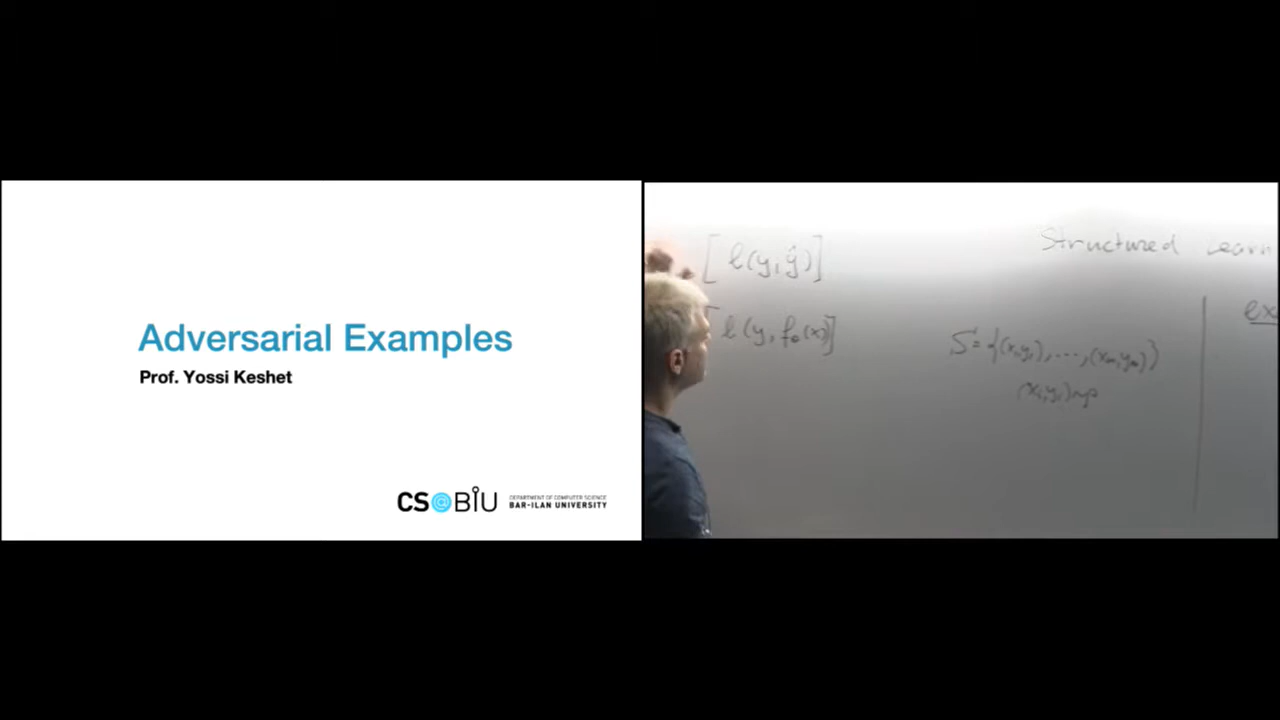 Adversarial Examples
Prof. Yossi Keshet
CS@BIU
DEPARTMENT OF COMPUTER SCIENCE
BAR-ILAN UNIVERSITY
[ℓ(y, ŷ)]
[ℓ(y, fθ(x)]
Structured Learn
ex
S = {(x₁,y₁), ..., (xₘ,yₘ)}
(xᵢ,yᵢ)~ρ